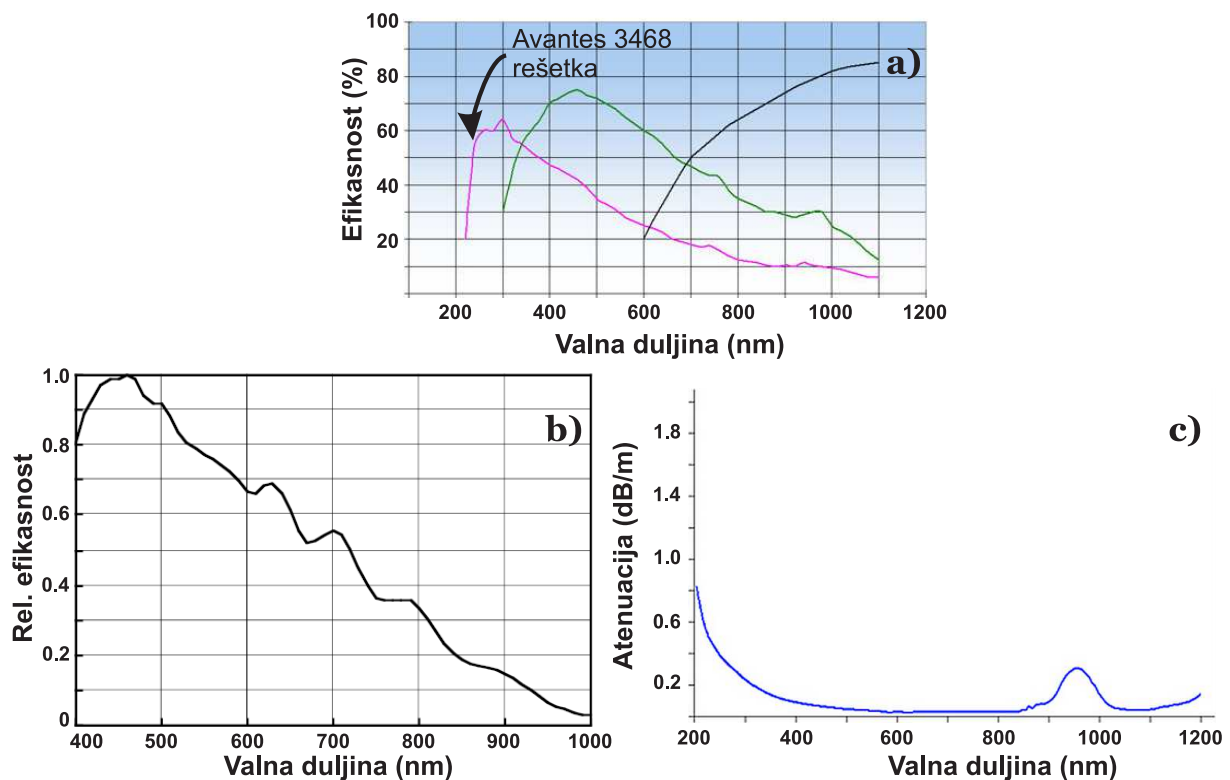 Avantes 3468
rešetka
a)
Efikasnost (%)
100
80
60
40
20
200 400 600 800 1000 1200
Valna duljina (nm)
b)
Rel. efikasnost
1.0
0.8
0.6
0.4
0.2
0
400 500 600 700 800 900 1000
Valna duljina (nm)
c)
Atenuacija (dB/m)
1.8
1.4
1.0
0.6
0.2
200 400 600 800 1000 1200
Valna duljina (nm)